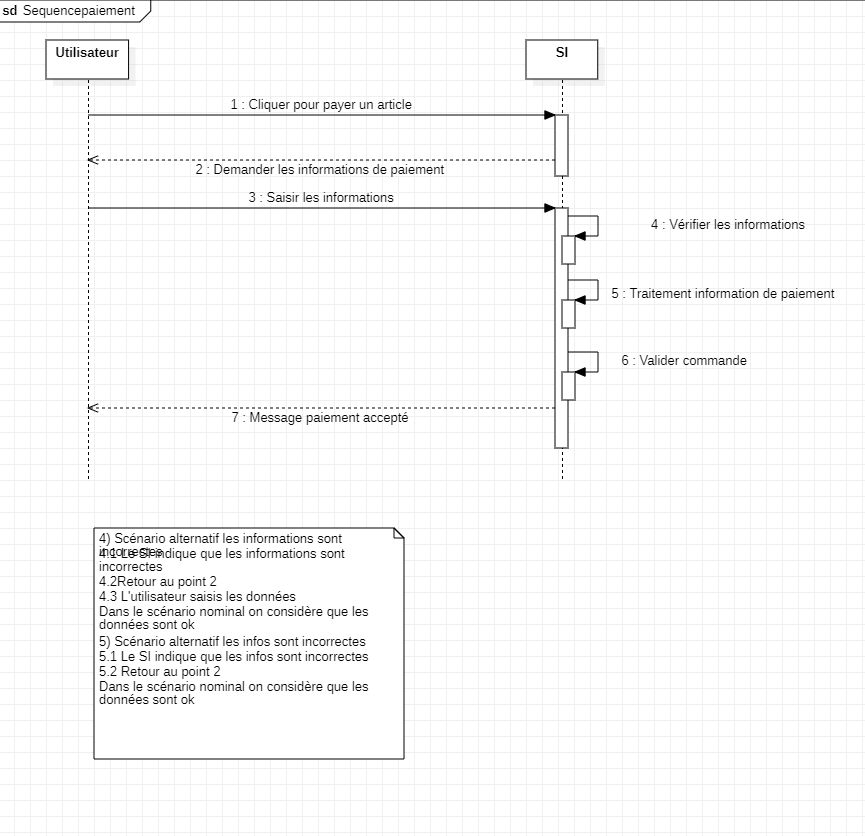 sd Sequencepaiement
Utilisateur
SI
1 : Cliquer pour payer un article
2 : Demander les informations de paiement
3 : Saisir les informations
4 : Vérifier les informations
5 : Traitement information de paiement
6 : Valider commande
7 : Message paiement accepté
4) Scénario alternatif les informations sont
incorrectes
4.1 Le SI indique que les informations sont
incorrectes
4.2Retour au point 2
4.3 L'utilisateur saisis les données
Dans le scénario nominal on considère que les
données sont ok
5) Scénario alternatif les infos sont incorrectes
5.1 Le SI indique que les infos sont incorrectes
5.2 Retour au point 2
Dans le scénario nominal on considère que les
données sont ok